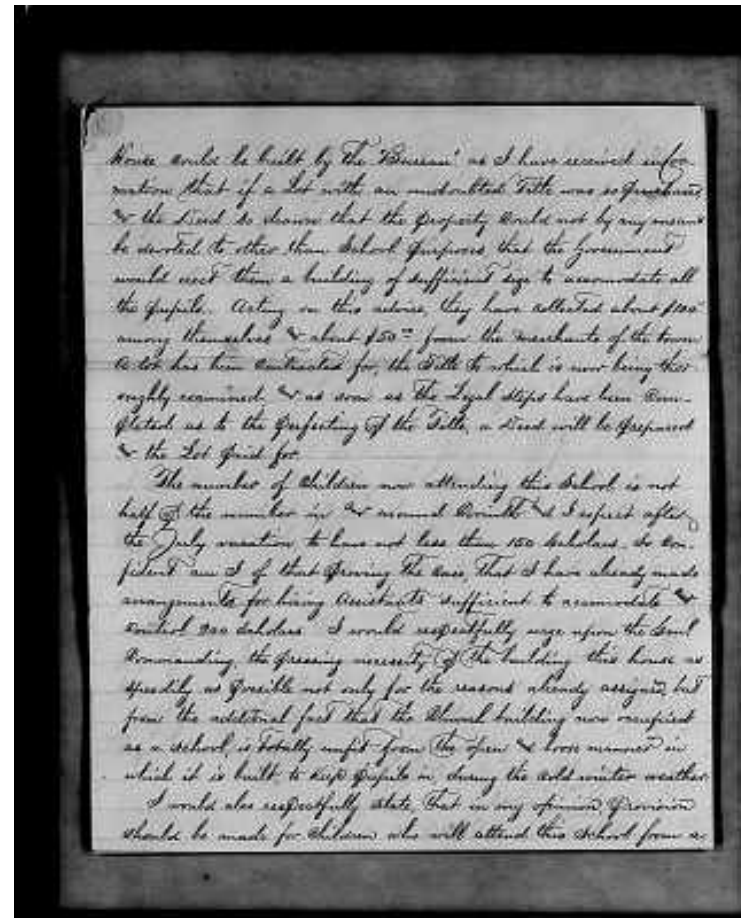 House could be built by the "Bureau" as I have received infor-
mation that if a Lot with an undoubted Title was so purchased
& the Deed so drawn that the property could not by any means
be devoted to other than School purposes that the Government
would erect them a building of sufficient size to accomodate all
the pupils. Acting on this advice, they have collected about $100
among themselves & about $50 from the merchants of the town
A lot has been contracted for, the Title to which is now being thor-
oughly examined & as soon as the Legal steps have been com-
pleted as to the perfecting of the Title, a Deed will be prepared
& the Lot paid for.
The number of Children now attending this School is not
half of the number in & around & I expect after
the July vacation to have not less than 150 Scholars. So con-
fident am I of that proving the case, that I have already made
arrangements for hiring Assistants sufficient to accomodate &
control 200 Scholars I would respectfully urge upon the Genl
Commanding, the pressing necessity of the building this house as
speedily as possible not only for the reasons already assigned, but
from the additional fact that the Church building now occupied
as a School, is totally unfit from the open & loose manner in
which it is built to keep pupils in, during the cold winter weather
I would also respectfully state, that in my opinion, provision
should be made for Children who will attend this School from a